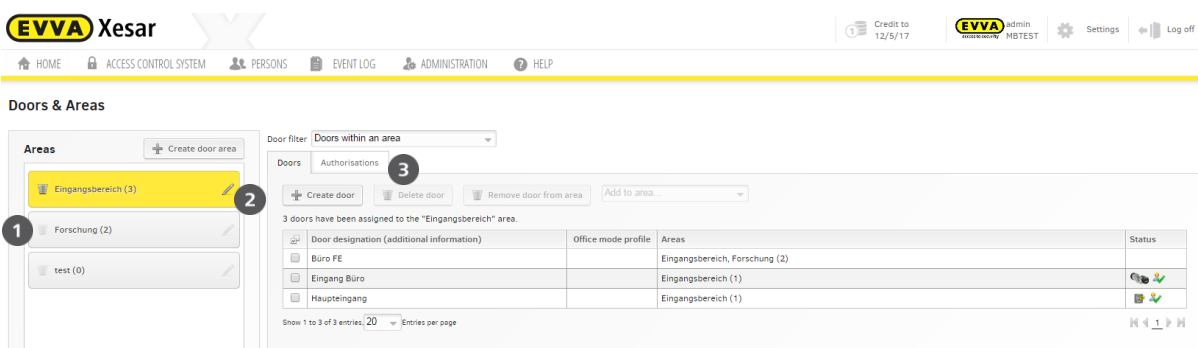 EVVA Xesar
Credit to
12/5/17
EVVA admin
access to security MBTEST
Settings
Log off
HOME ACCESS CONTROL SYSTEM PERSONS EVENT LOG ADMINISTRATION HELP
Doors & Areas
Areas
Create door area
Eingangsbereich (3)
2
1
Forschung (2)
test (0)
Door filter Doors within an area
Doors Authorisations
3
Create door Delete door Remove door from area Add to area...
3 doors have been assigned to the "Eingangsbereich" area.
Door designation (additional information) Office mode profile Areas Status
Büro FE Eingangsbereich, Forschung (2)
Eingang Büro Eingangsbereich (1)
Haupteingang Eingangsbereich (1)
Show 1 to 3 of 3 entries, 20 Entries per page
1